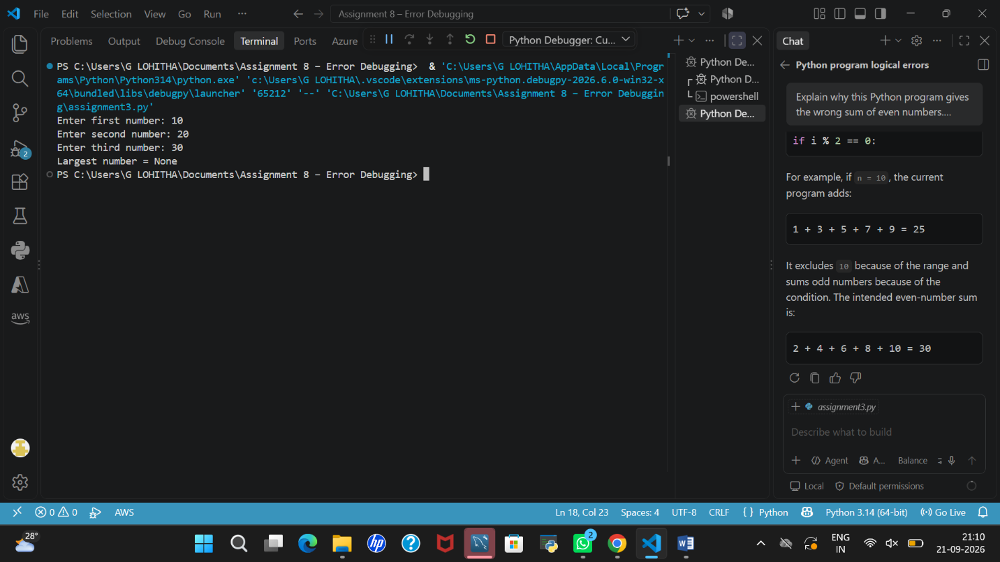 File Edit Selection View Go Run ···
Assignment 8 – Error Debugging
Problems Output Debug Console Terminal Ports Azure
Python Debugger: Cu...
PS C:\Users\G LOHITHA\Documents\Assignment 8 – Error Debugging>  & 'C:\Users\G LOHITHA\AppData\Local\Progr
ams\Python\Python314\python.exe' 'c:\Users\G LOHITHA\.vscode\extensions\ms-python.debugpy-2026.6.0-win32-x
64\bundled\libs\debugpy\launcher' '65212' '--' 'C:\Users\G LOHITHA\Documents\Assignment 8 – Error Debuggin
g\assignment3.py'
Enter first number: 10
Enter second number: 20
Enter third number: 30
Largest number = None
PS C:\Users\G LOHITHA\Documents\Assignment 8 – Error Debugging>
Python De...
Python D...
powershell
Python De...
Chat
Python program logical errors
Explain why this Python program gives
the wrong sum of even numbers....
if i % 2 == 0:
For example, if n = 10, the current
program adds:
1 + 3 + 5 + 7 + 9 = 25
It excludes 10 because of the range and
sums odd numbers because of the
condition. The intended even-number sum
is:
2 + 4 + 6 + 8 + 10 = 30
assignment3.py
Describe what to build
Agent A... Balance
Local Default permissions
2
aws
0 0 AWS
Ln 18, Col 23 Spaces: 4 UTF-8 CRLF { } Python Python 3.14 (64-bit) Go Live
28°
hp
2
ENG
IN
21:10
21-09-2026